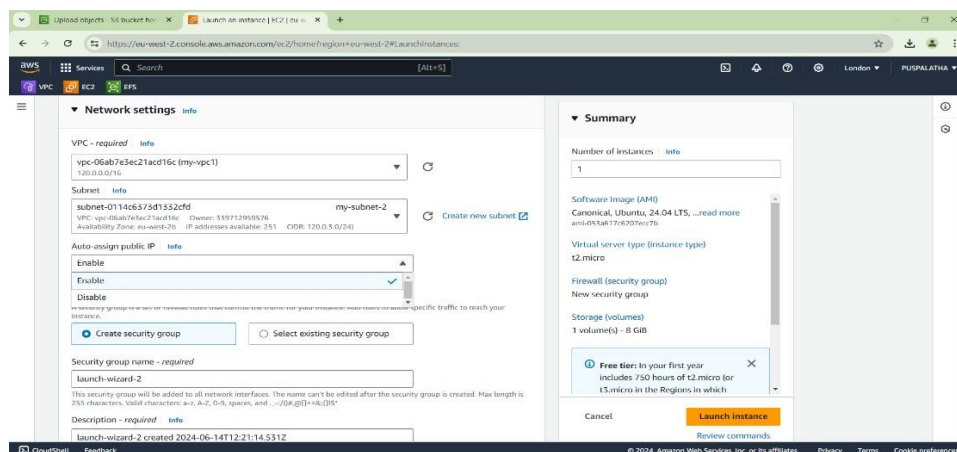 Upload objects - S3 bucket hon
Launch an instance | EC2 | eu-w
https://eu-west-2.console.aws.amazon.com/ec2/home?region=eu-west-2#LaunchInstances:
aws Services Search [Alt+S] London PUSPALATHA
VPC EC2 EFS
Network settings Info
VPC - required Info
vpc-06ab7e3ec21acd16c (my-vpc1)
120.0.0.0/16
Subnet Info
subnet-0114c6373d1332cfd my-subnet-2
VPC: vpc-06ab7e3ec21acd16c Owner: 339712959576
Availability Zone: eu-west-2b IP addresses available: 251 CIDR: 120.0.3.0/24)
Create new subnet
Auto-assign public IP Info
Enable
Enable
Disable
specific traffic to reach your
instance.
Create security group Select existing security group
Security group name - required
launch-wizard-2
This security group will be added to all network interfaces. The name can't be edited after the security group is created. Max length is
255 characters. Valid characters: a-z, A-Z, 0-9, spaces, and
Description - required Info
launch-wizard-2 created 2024-06-14T12:21:14.531Z
Summary
Number of instances Info
1
Software Image (AMI)
Canonical, Ubuntu, 24.04 LTS, ...read more
ami-053a617c6207ecc7b
Virtual server type (instance type)
t2.micro
Firewall (security group)
New security group
Storage (volumes)
1 volume(s) - 8 GiB
Free tier: In your first year
includes 750 hours of t2.micro (or
t3.micro in the Regions in which
Cancel Launch instance
Review commands
CloudShell Feedback © 2024, Amazon Web Services, Inc. or its affiliates. Privacy Terms Cookie preferences